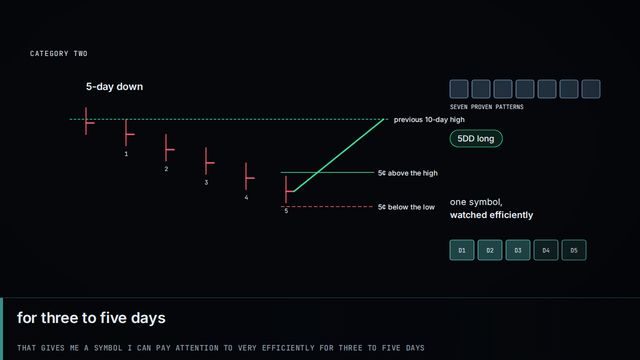 CATEGORY TWO
5-day down
SEVEN PROVEN PATTERNS
previous 10-day high
5DD long
1
2
3
4
5
5¢ above the high
5¢ below the low
one symbol,
watched efficiently
D1 D2 D3 D4 D5
for three to five days
THAT GIVES ME A SYMBOL I CAN PAY ATTENTION TO VERY EFFICIENTLY FOR THREE TO FIVE DAYS